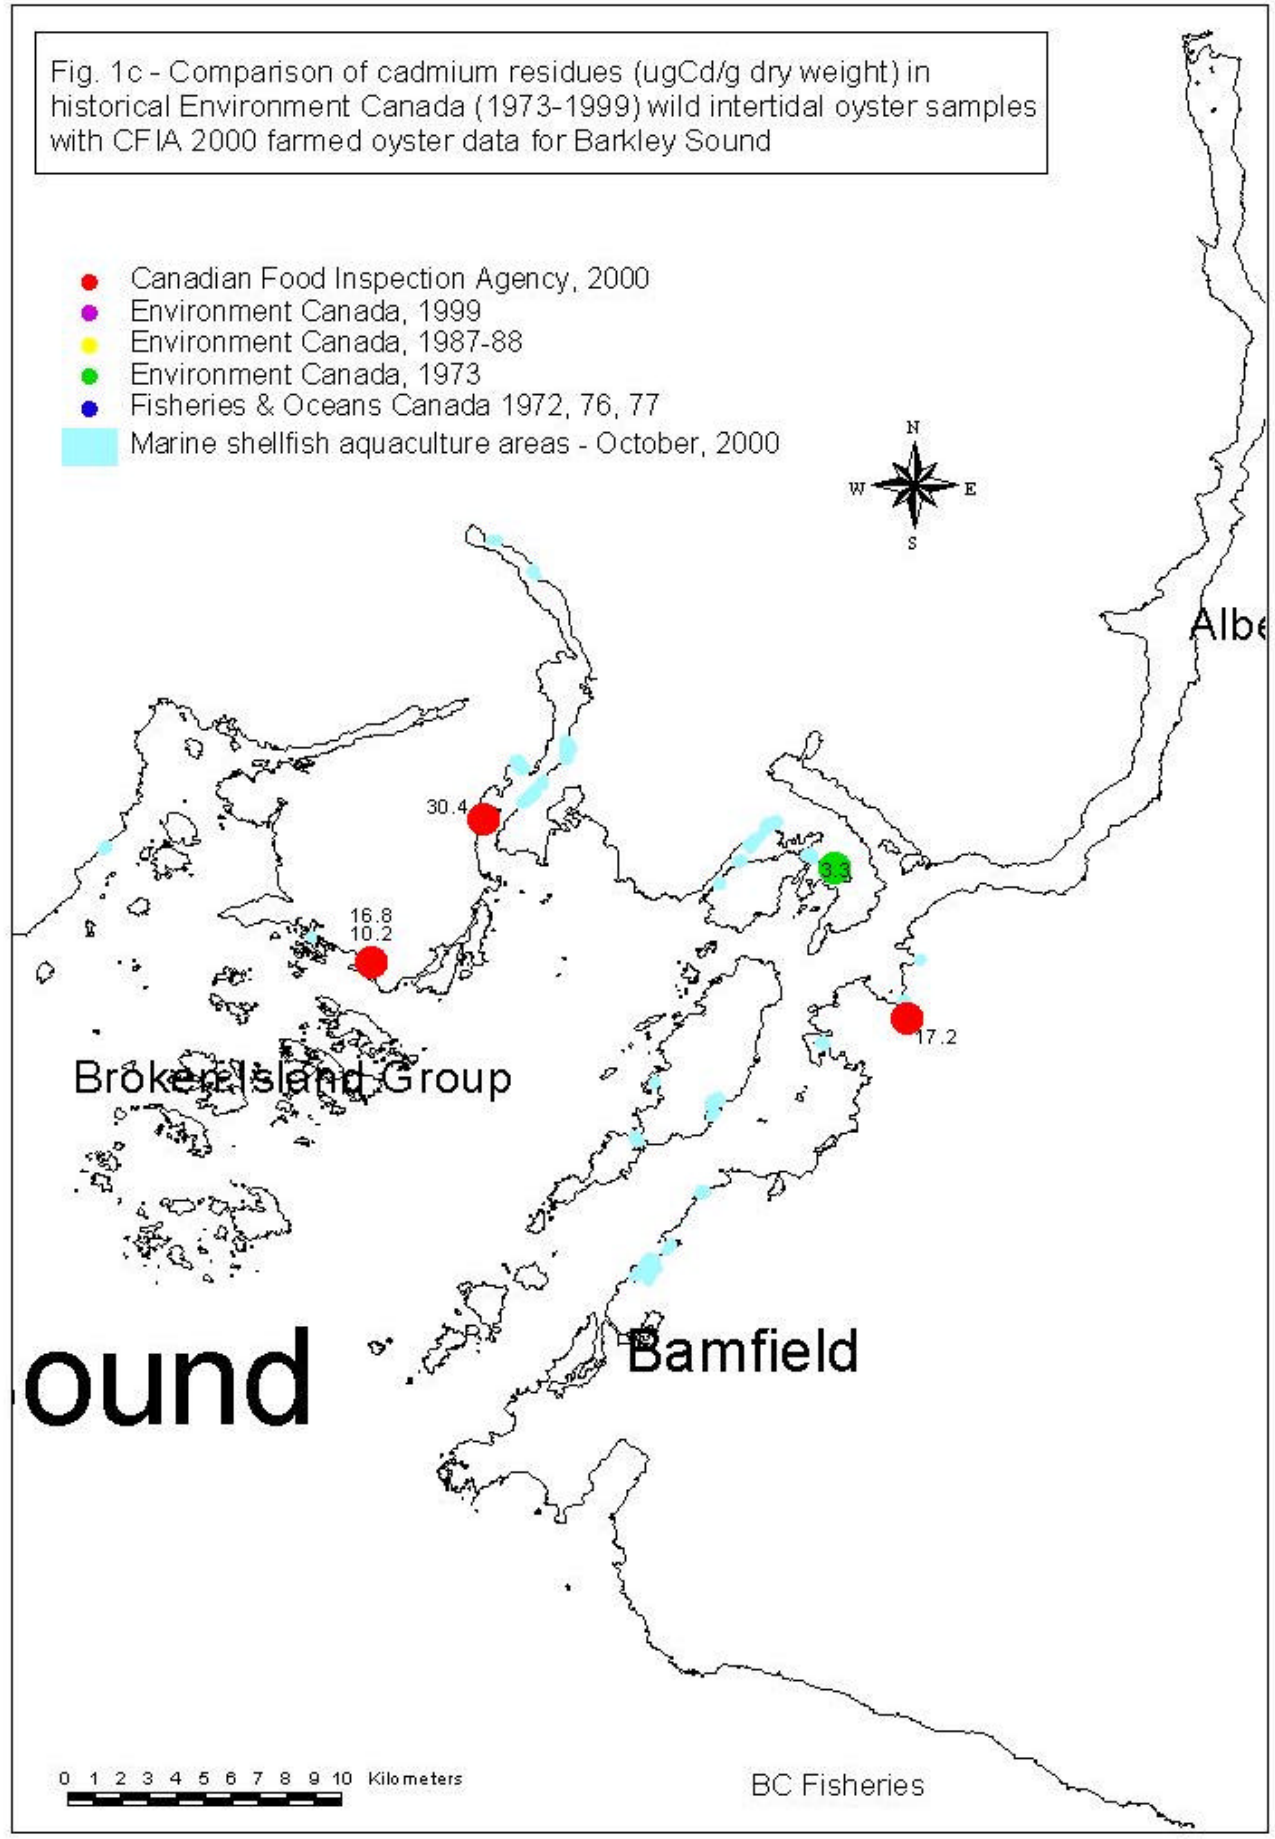 Fig. 1c - Comparison of cadmium residues (ugCd/g dry weight) in
historical Environment Canada (1973-1999) wild intertidal oyster samples
with CFIA 2000 farmed oyster data for Barkley Sound
Canadian Food Inspection Agency, 2000
Environment Canada, 1999
Environment Canada, 1987-88
Environment Canada, 1973
Fisheries & Oceans Canada 1972, 76, 77
Marine shellfish aquaculture areas - October, 2000
N
W E
S
Albe
30.4
3.3
16.8
10.2
17.2
Broken Island Group
Bamfield
ound
0 1 2 3 4 5 6 7 8 9 10 Kilometers
BC Fisheries